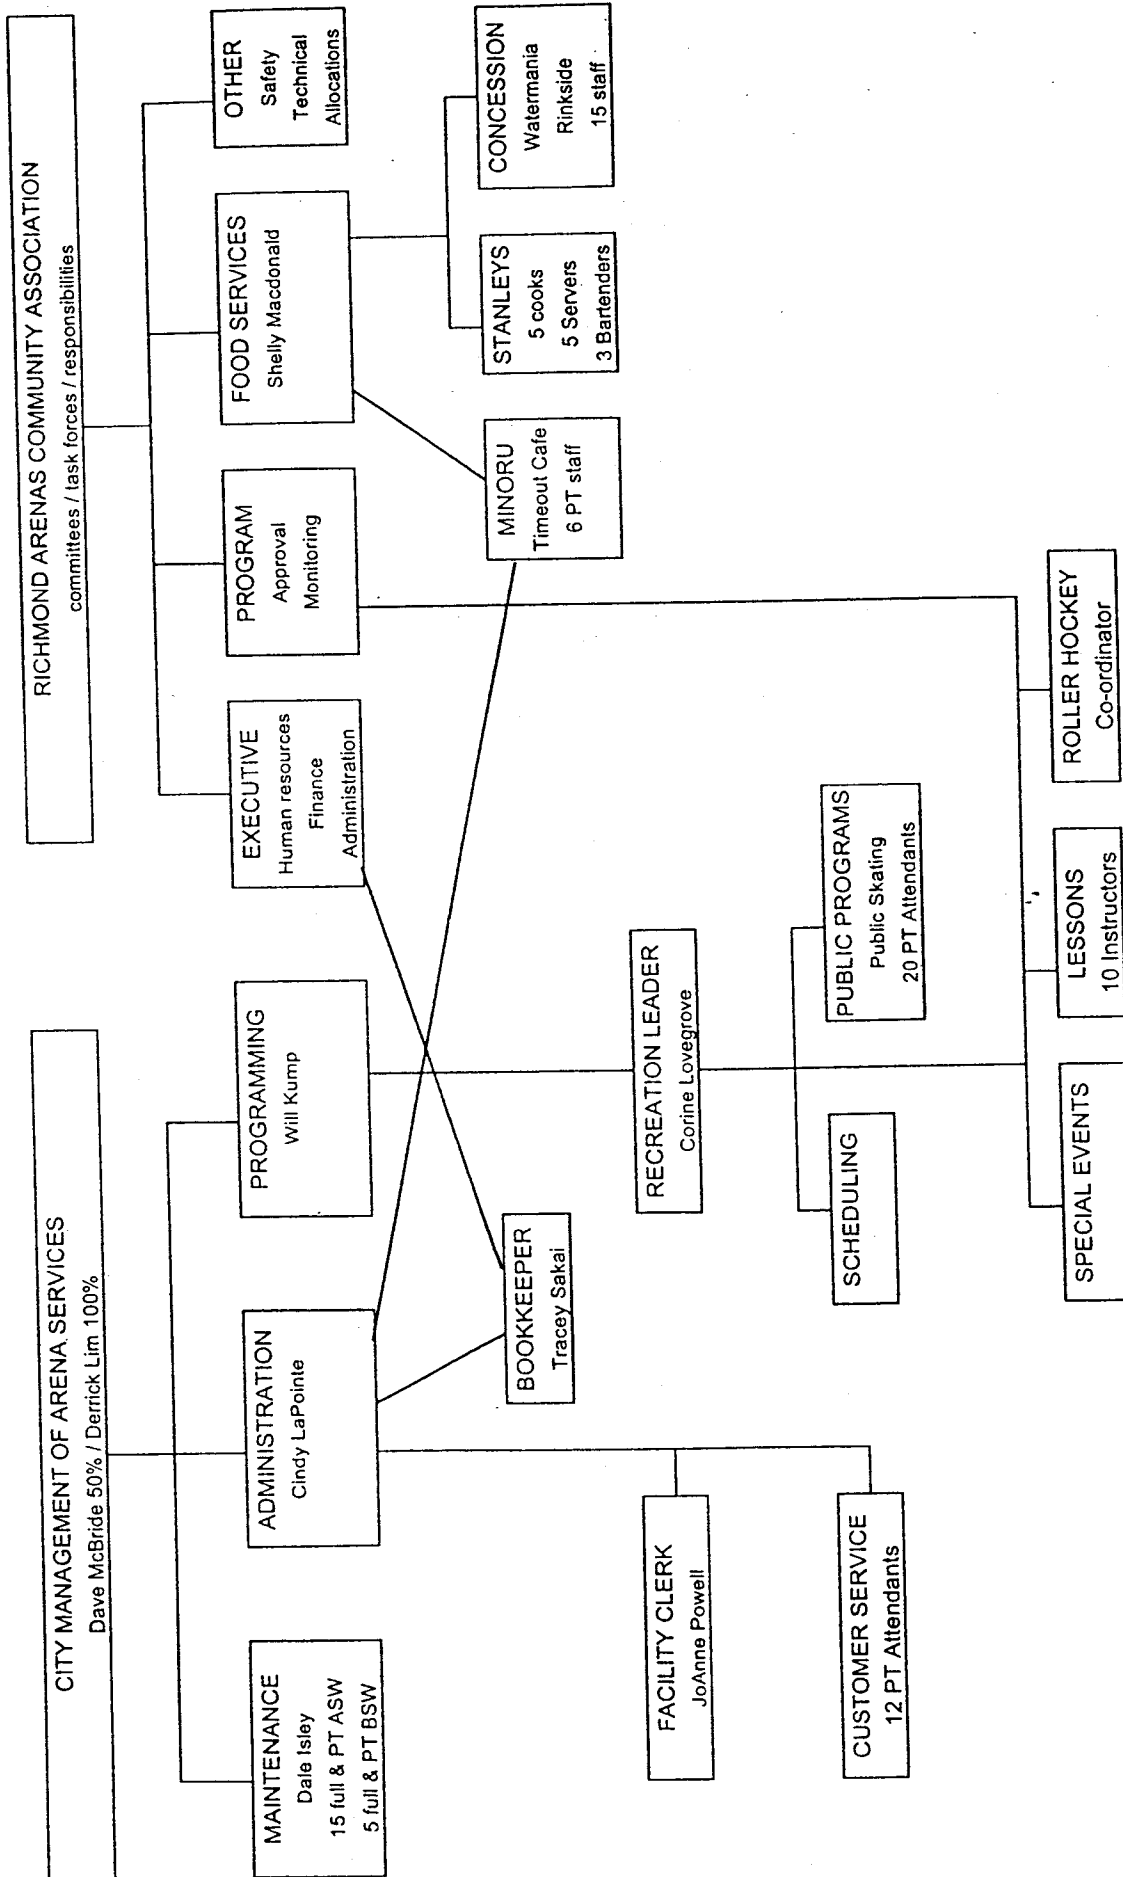 CITY MANAGEMENT OF ARENA SERVICES
Dave McBride 50% / Derrick Lim 100%
RICHMOND ARENAS COMMUNITY ASSOCIATION
committees / task forces / responsibilities
MAINTENANCE
Dale Isley
15 full & PT ASW
5 full & PT BSW
ADMINISTRATION
Cindy LaPointe
PROGRAMMING
Will Kump
EXECUTIVE
Human resources
Finance
Administration
PROGRAM
Approval
Monitoring
FOOD SERVICES
Shelly Macdonald
OTHER
Safety
Technical
Allocations
BOOKKEEPER
Tracey Sakai
MINORU
Timeout Cafe
6 PT staff
STANLEYS
5 cooks
5 Servers
3 Bartenders
CONCESSION
Watermania
Rinkside
15 staff
FACILITY CLERK
JoAnne Powell
RECREATION LEADER
Corine Lovegrove
CUSTOMER SERVICE
12 PT Attendants
SCHEDULING
PUBLIC PROGRAMS
Public Skating
20 PT Attendants
SPECIAL EVENTS
LESSONS
10 Instructors
ROLLER HOCKEY
Co-ordinator